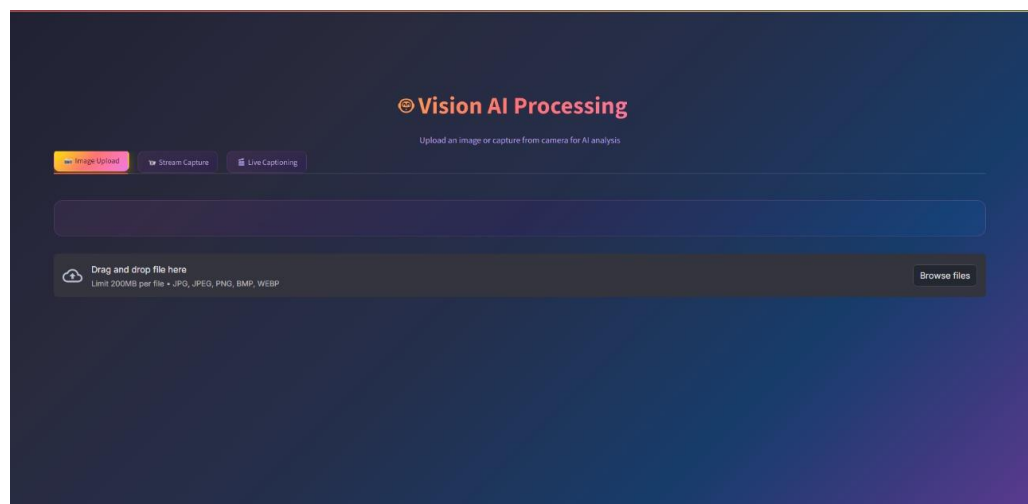 Vision AI Processing
Upload an image or capture from camera for AI analysis
Image Upload
Stream Capture
Live Captioning
Drag and drop file here
Limit 200MB per file • JPG, JPEG, PNG, BMP, WEBP
Browse files